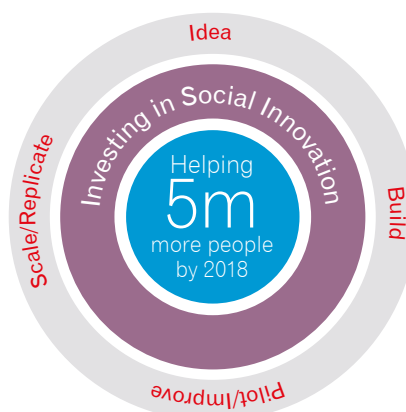 Idea
Build
Pilot/Improve
Scale/Replicate
Investing in Social Innovation
Helping
5m
more people
by 2018